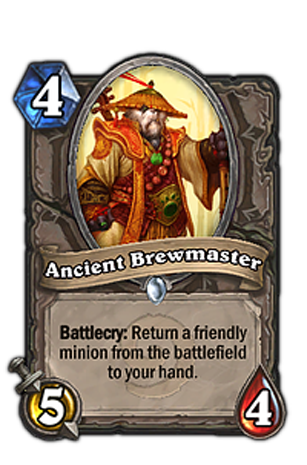 4
Ancient Brewmaster
Battlecry: Return a friendly
minion from the battlefield
to your hand.
5 4